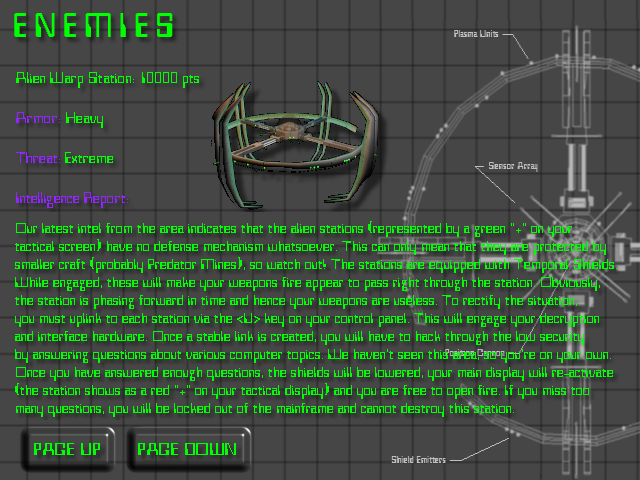 ENEMIES
Plasma Units
Alien Warp Station: 10000 pts
Armor: Heavy
Threat: Extreme
Sensor Array
Intelligence Report:
Our latest intel from the area indicates that the alien stations (represented by a green "+" on your
tactical screen) have no defense mechanism whatsoever. This can only mean that they are protected by
smaller craft (probably Predator Mines), so watch out! The stations are equipped with Temporal Shields.
While engaged, these will make your weapons fire appear to pass right through the station. Obviously,
the station is phasing forward in time and hence your weapons are useless. To rectify the situation,
you must uplink to each station via the <U> key on your control panel. This will engage your decryption
and interface hardware. Once a stable link is created, you will have to hack through the low security
by answering questions about various computer topics. We haven't seen this before, so you're on your own.
Once you have answered enough questions, the shields will be lowered, your main display will re-activate
(the station shows as a red "+" on your tactical display) and you are free to open fire. If you miss too
many questions, you will be locked out of the mainframe and cannot destroy this station.
PAGE UP
PAGE DOWN
Shield Emitters